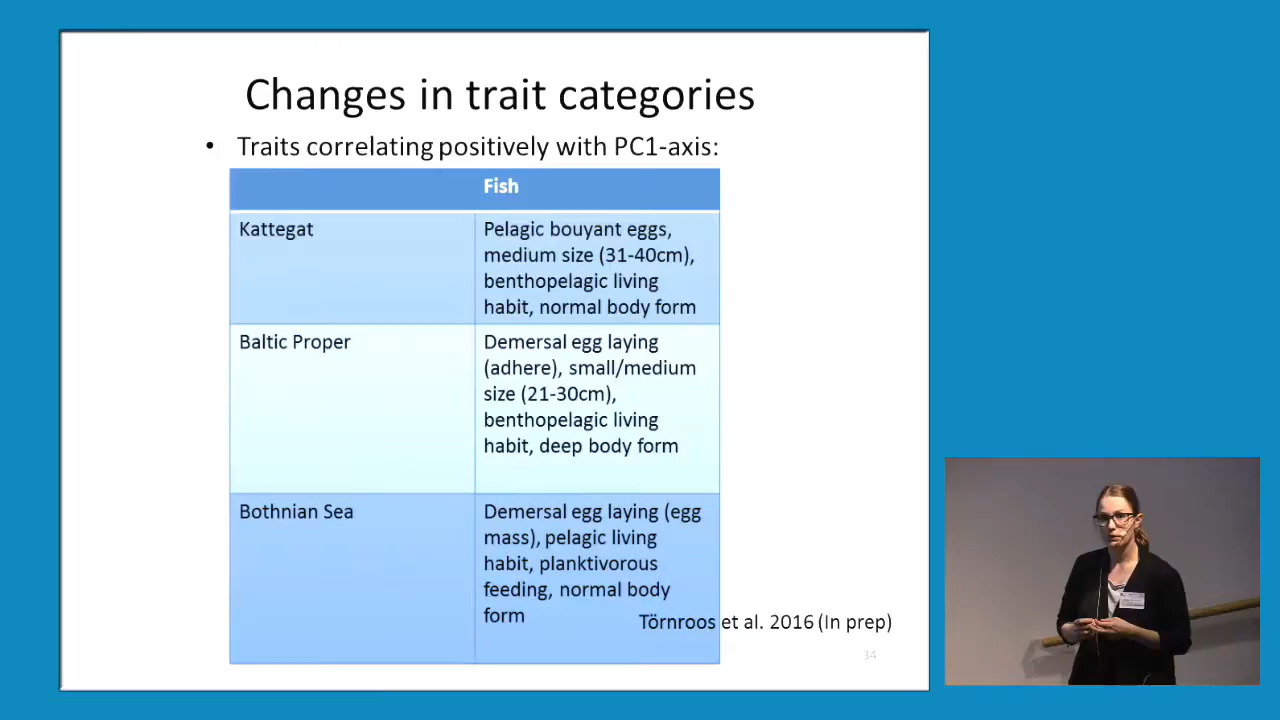 Changes in trait categories
• Traits correlating positively with PC1-axis:
Fish
Kattegat
Pelagic bouyant eggs,
medium size (31-40cm),
benthopelagic living
habit, normal body form
Baltic Proper
Demersal egg laying
(adhere), small/medium
size (21-30cm),
benthopelagic living
habit, deep body form
Bothnian Sea
Demersal egg laying (egg
mass), pelagic living
habit, planktivorous
feeding, normal body
form
Törnroos et al. 2016 (In prep)
34